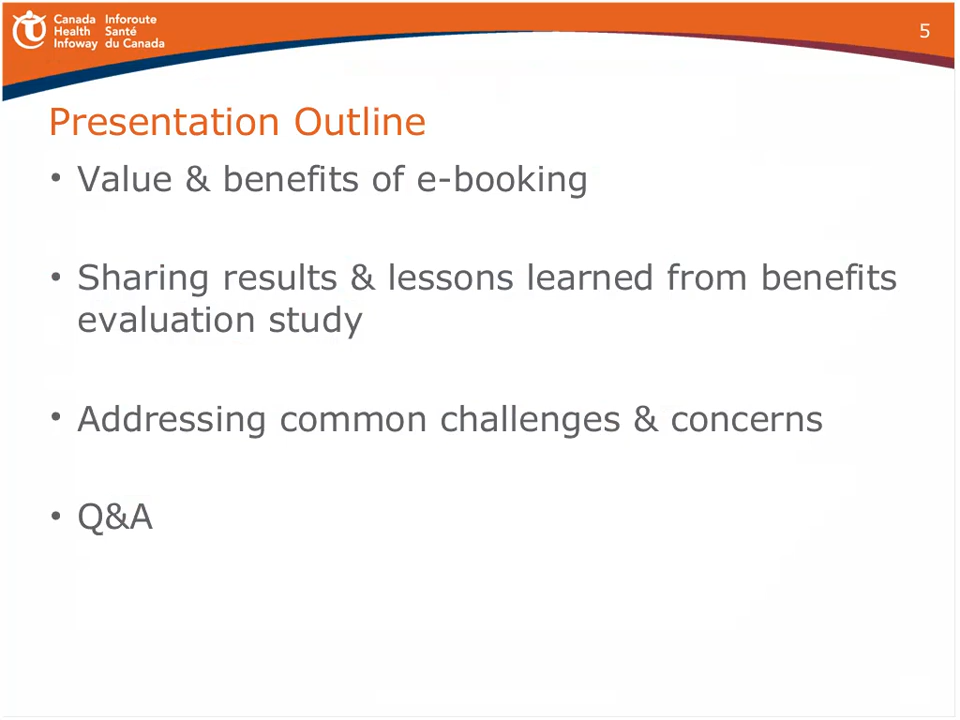 Canada Inforoute
Health Santé
Infoway du Canada
5
Presentation Outline
• Value & benefits of e-booking
• Sharing results & lessons learned from benefits
evaluation study
• Addressing common challenges & concerns
• Q&A